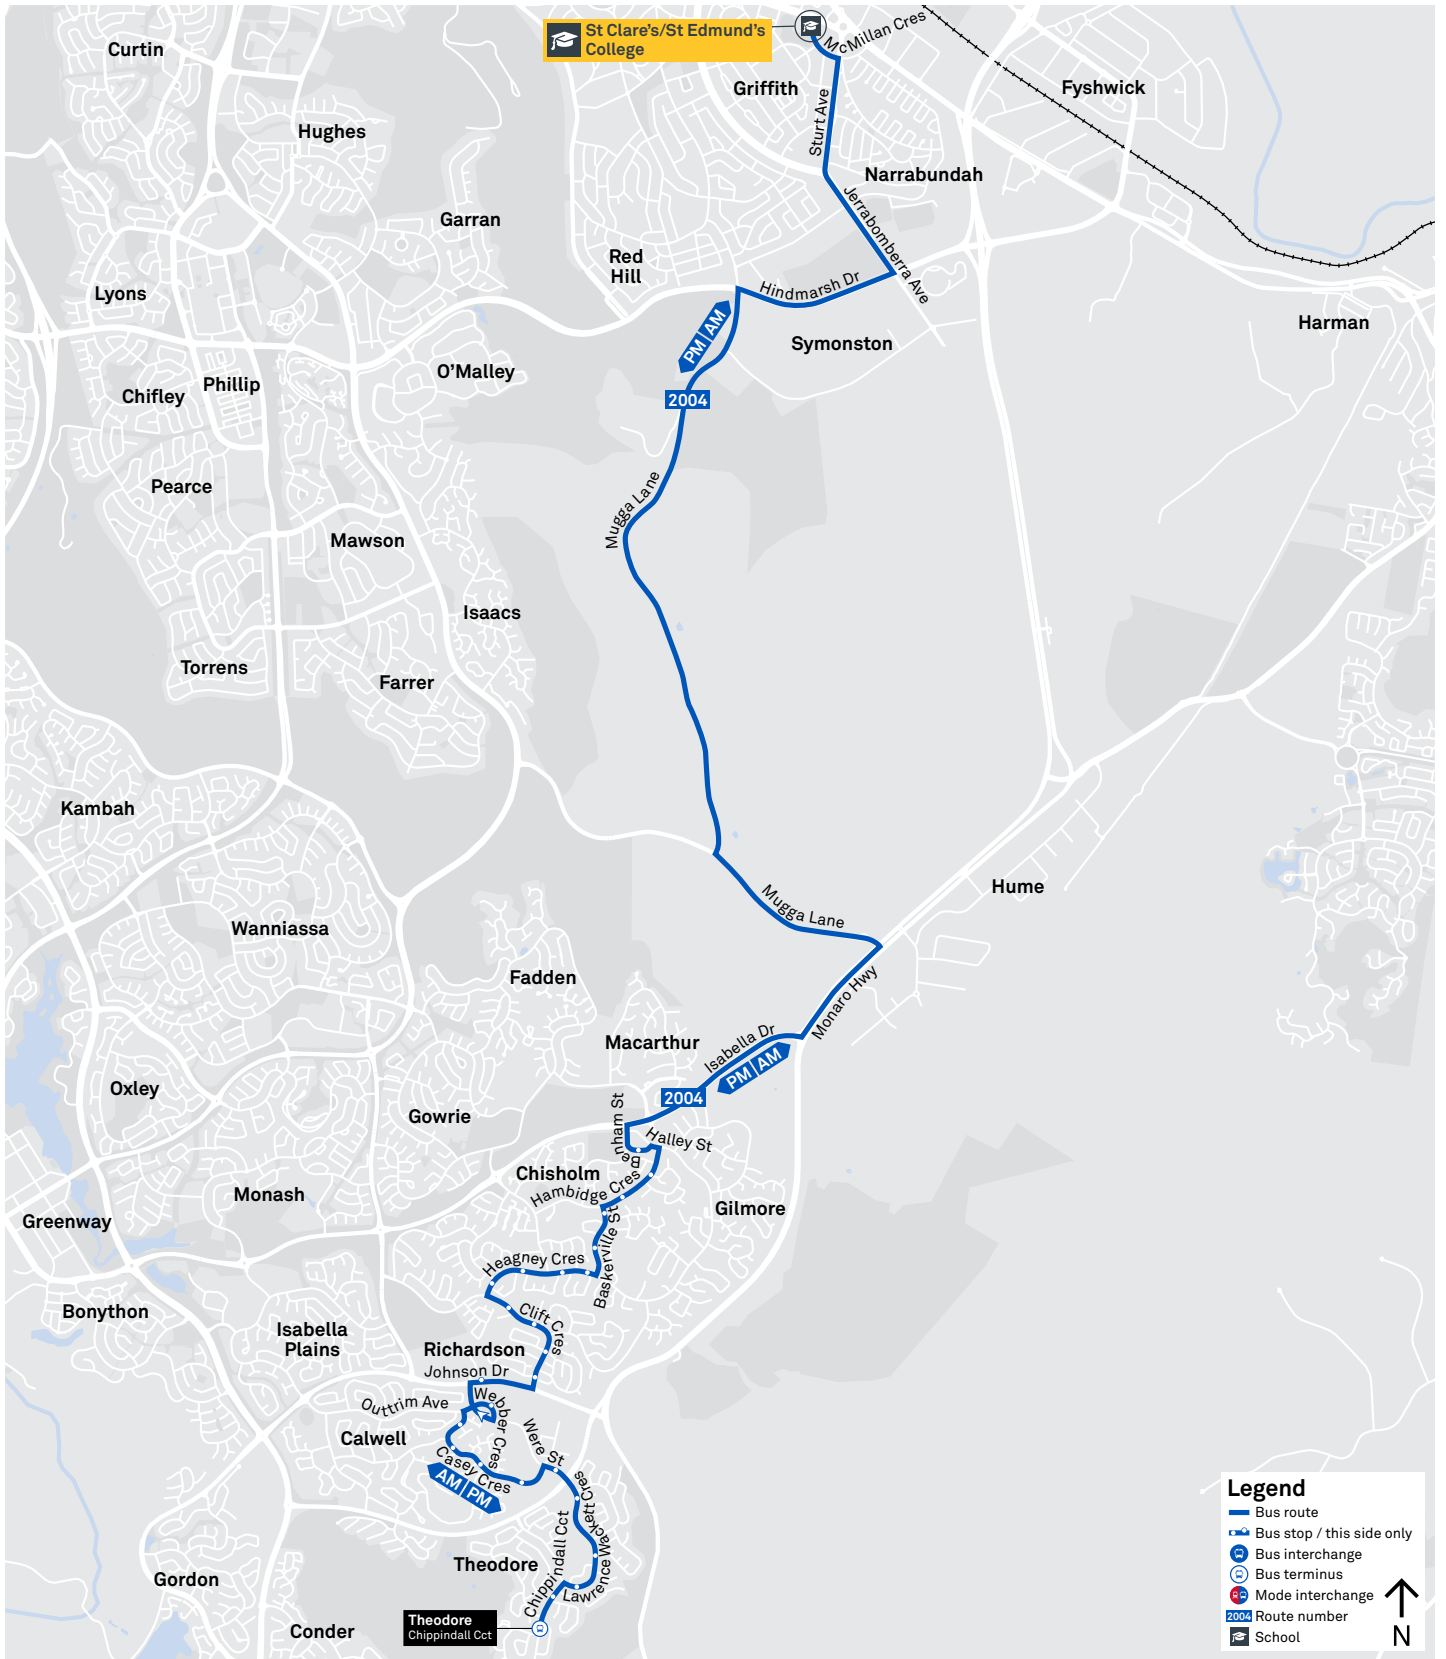 St Clare's/St Edmund's
College
McMillan Cres
Curtin
Griffith
Fyshwick
Hughes
Sturt Ave
Narrabundah
Garran
Jerrabomberra Ave
Red
Hill
Hindmarsh Dr
Lyons
PM | AM
Harman
Symonston
O'Malley
Phillip
Chifley
2004
Pearce
Mugga Lane
Mawson
Isaacs
Torrens
Farrer
Kambah
Hume
Mugga Lane
Wanniassa
Fadden
Monaro Hwy
Isabella Dr
Macarthur
PM | AM
Oxley
2004
Gowrie
Benham St
Halley St
Chisholm
Hambidge Cres
Monash
Gilmore
Greenway
Baskerville St
Heagney Cres
Bonython
Clift Cres
Isabella
Plains
Richardson
Johnson Dr
Webber Cres
Outtrim Ave
Calwell
Were St
Casey Cres
AM | PM
Lawrence Wackett Cres
Chippindall Cct
Theodore
Gordon
Theodore
Chippindall Cct
Conder
Legend
Bus route
Bus stop / this side only
Bus interchange
Bus terminus
Mode interchange
2004 Route number
School
N